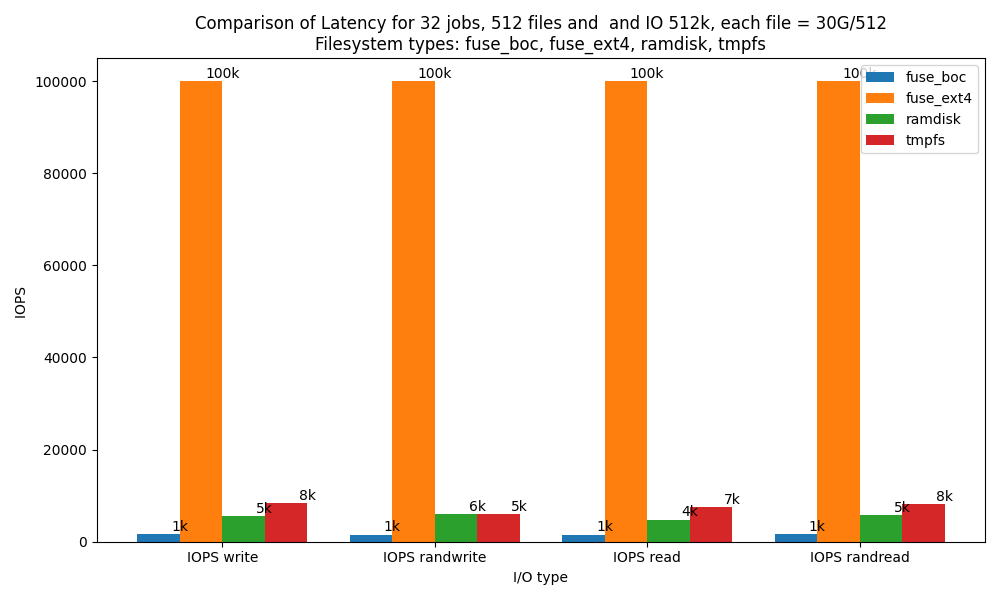 Comparison of Latency for 32 jobs, 512 files and  and IO 512k, each file = 30G/512
Filesystem types: fuse_boc, fuse_ext4, ramdisk, tmpfs
100k 100k 100k 100k
fuse_boc
fuse_ext4
ramdisk
tmpfs
100000
80000
60000
40000
20000
0
IOPS
1k 5k 8k 1k 6k 5k 1k 4k 7k 1k 5k 8k
IOPS write IOPS randwrite IOPS read IOPS randread
I/O type